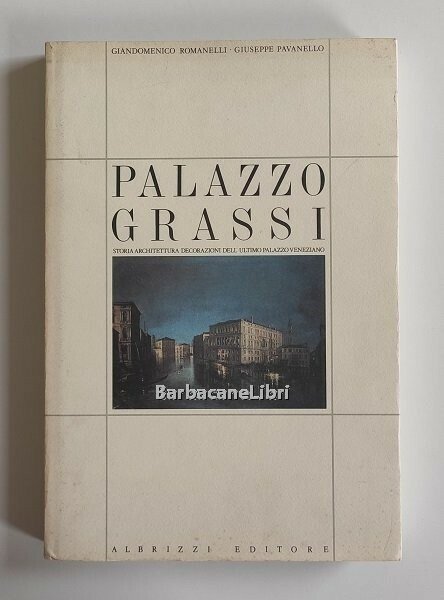 GIANDOMENICO ROMANELLI · GIUSEPPE PAVANELLO
PALAZZO
GRASSI
STORIA ARCHITETTURA DECORAZIONI DELL'ULTIMO PALAZZO VENEZIANO
BarbacaneLibri
ALBRIZZI EDITORE